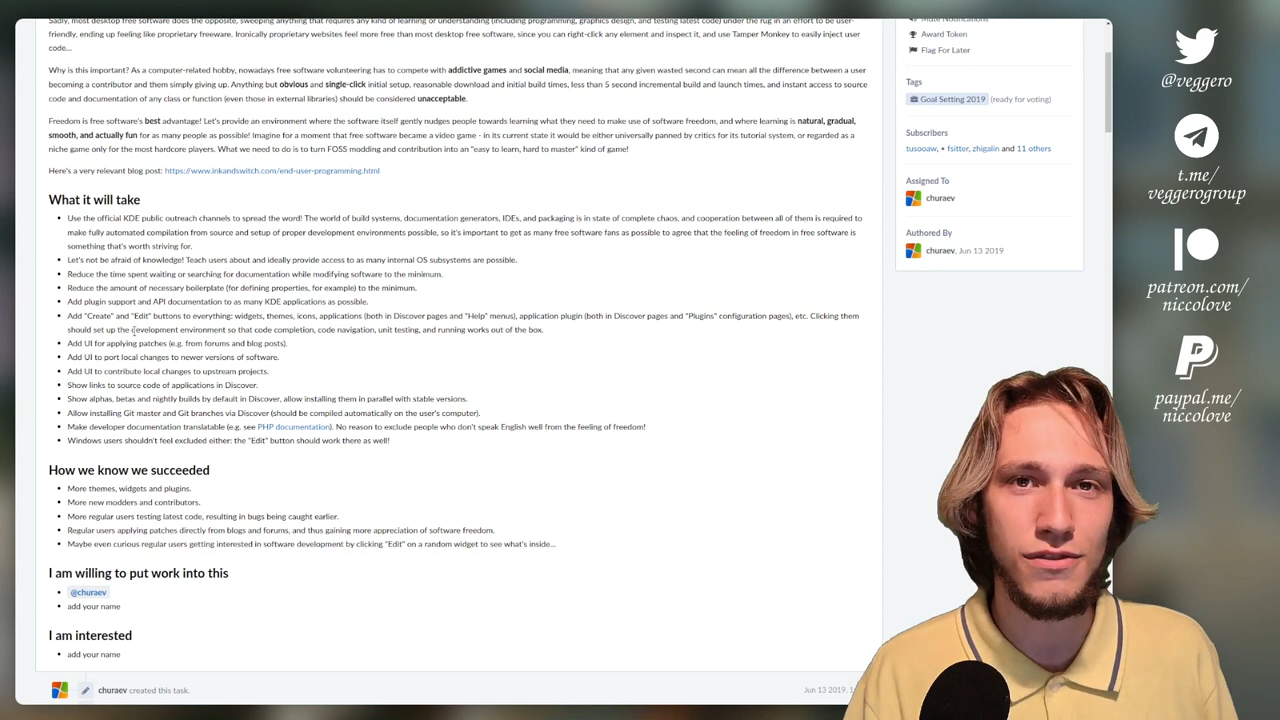 Sadly, most desktop free software does the opposite, sweeping anything that requires any kind of learning or understanding (including programming, graphics design, and testing latest code) under the rug in an effort to be user-
friendly, ending up feeling like proprietary freeware. Ironically proprietary websites feel more free than most desktop free software, since you can right-click any element and inspect it, and use Tamper Monkey to easily inject user
code...
Why is this important? As a computer-related hobby, nowadays free software volunteering has to compete with addictive games and social media, meaning that any given wasted second can mean all the difference between a user
becoming a contributor and them simply giving up. Anything but obvious and single-click initial setup, reasonable download and initial build times, less than 5 second incremental build and launch times, and instant access to source
code and documentation of any class or function (even those in external libraries) should be considered unacceptable.
Freedom is free software's best advantage! Let's provide an environment where the software itself gently nudges people towards learning what they need to make use of software freedom, and where learning is natural, gradual,
smooth, and actually fun for as many people as possible! Imagine for a moment that free software became a video game - in its current state it would be either universally panned by critics for its tutorial system, or regarded as a
niche game only for the most hardcore players. What we need to do is to turn FOSS modding and contribution into an "easy to learn, hard to master" kind of game!
Here's a very relevant blog post: https://www.inkandswitch.com/end-user-programming.html
What it will take
• Use the official KDE public outreach channels to spread the word! The world of build systems, documentation generators, IDEs, and packaging is in state of complete chaos, and cooperation between all of them is required to
make fully automated compilation from source and setup of proper development environments possible, so it's important to get as many free software fans as possible to agree that the feeling of freedom in free software is
something that's worth striving for.
• Let's not be afraid of knowledge! Teach users about and ideally provide access to as many internal OS subsystems as possible.
• Reduce the time spent waiting or searching for documentation while modifying software to the minimum.
• Reduce the amount of necessary boilerplate (for defining properties, for example) to the minimum.
• Add plugin support and API documentation to as many KDE applications as possible.
• Add "Create" and "Edit" buttons to everything: widgets, themes, icons, applications (both in Discover pages and "Help" menus), application plugin (both in Discover pages and "Plugins" configuration pages), etc. Clicking them
should set up the development environment so that code completion, code navigation, unit testing, and running works out of the box.
• Add UI for applying patches (e.g. from forums and blog posts).
• Add UI to port local changes to newer versions of software.
• Add UI to contribute local changes to upstream projects.
• Show links to source code of applications in Discover.
• Show alphas, betas and nightly builds by default in Discover, allow installing them in parallel with stable versions.
• Allow installing Git master and Git branches via Discover (should be compiled automatically on the user's computer).
• Make developer documentation translatable (e.g. see PHP documentation). No reason to exclude people who don't speak English well from the feeling of freedom!
• Windows users shouldn't feel excluded either: the "Edit" button should work there as well!
How we know we succeeded
• More themes, widgets and plugins.
• More new modders and contributors.
• More regular users testing latest code, resulting in bugs being caught earlier.
• Regular users applying patches directly from blogs and forums, and thus gaining more appreciation of software freedom.
• Maybe even curious regular users getting interested in software development by clicking "Edit" on a random widget to see what's inside...
I am willing to put work into this
• @churaev
• add your name
I am interested
• add your name
churaev created this task.
Jun 13 2019, 1
Mute Notifications
Award Token
Flag For Later
Tags
Goal Setting 2019 (ready for voting)
Subscribers
tusooaw, • fsitter, zhigalin and 11 others
Assigned To
churaev
Authored By
churaev, Jun 13 2019
@veggero
t.me/
veggerogroup
patreon.com/
niccolove
paypal.me/
niccolove